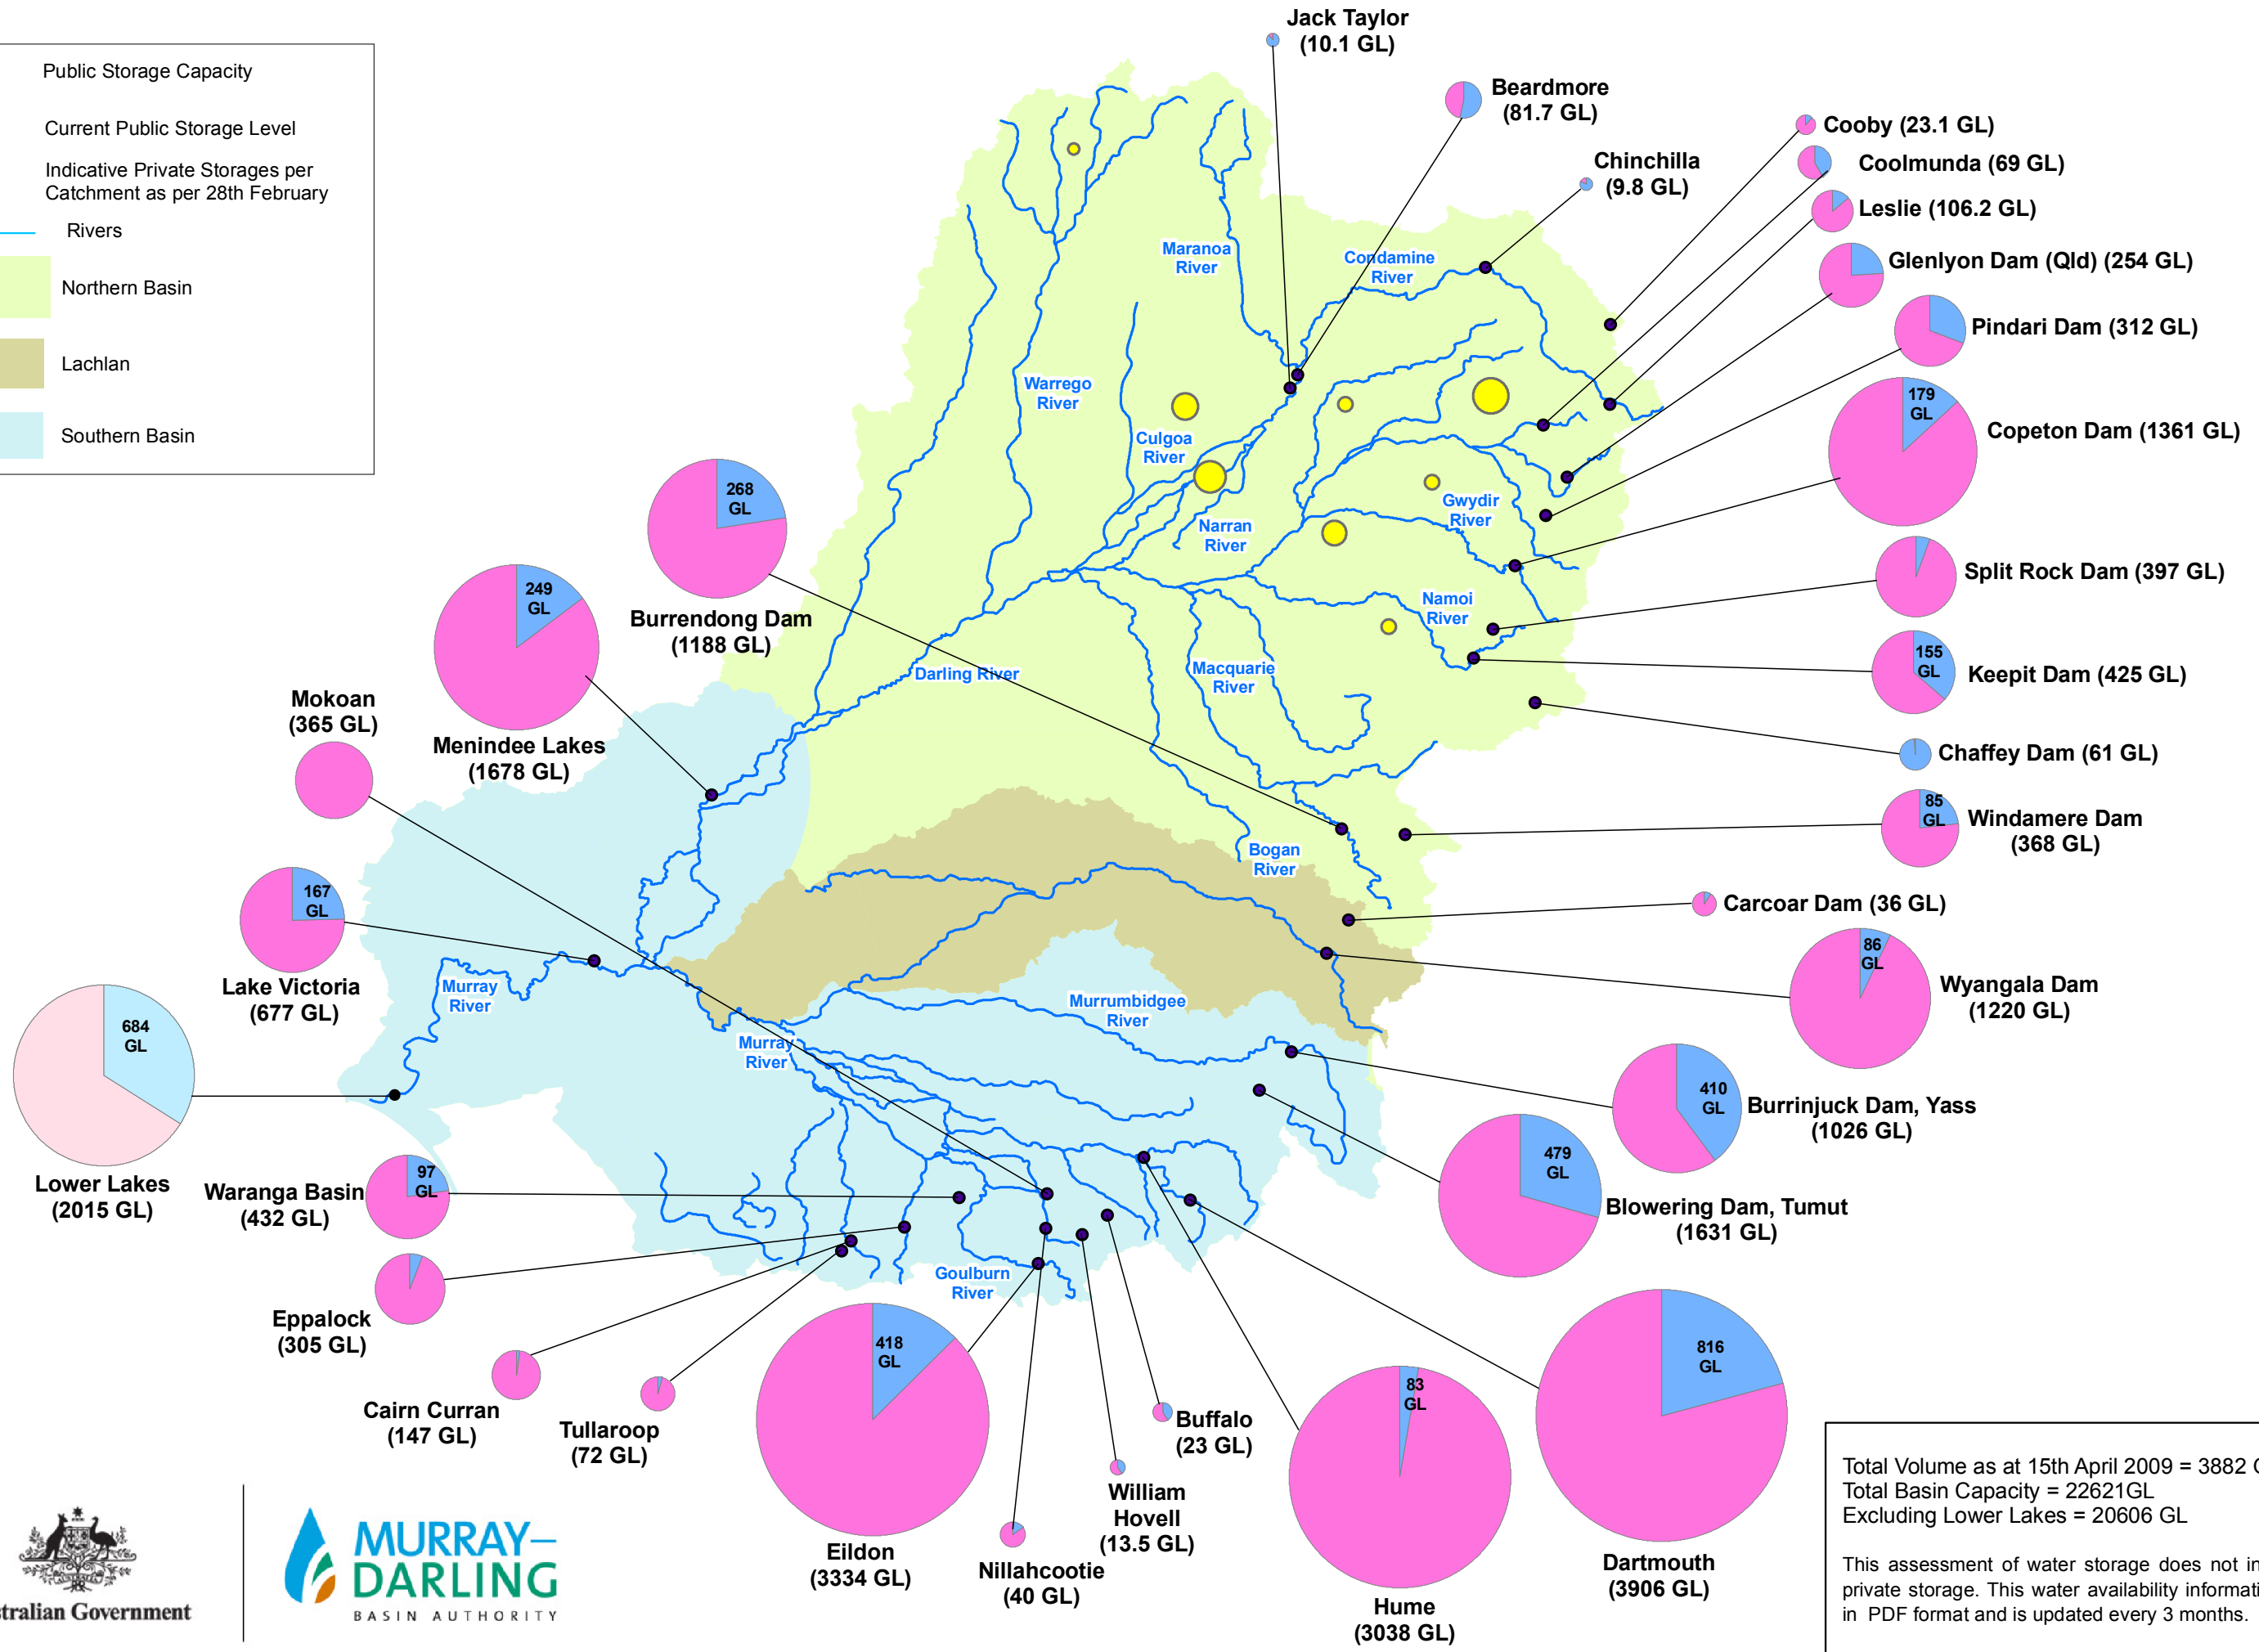 Public Storage Capacity
Current Public Storage Level
Indicative Private Storages per
Catchment as per 28th February
Rivers
Northern Basin
Lachlan
Southern Basin
Jack Taylor
(10.1 GL)
Beardmore
(81.7 GL)
Chinchilla
(9.8 GL)
Cooby (23.1 GL)
Coolmunda (69 GL)
Leslie (106.2 GL)
Glenlyon Dam (Qld) (254 GL)
Pindari Dam (312 GL)
179
GL
Copeton Dam (1361 GL)
Split Rock Dam (397 GL)
155
GL
Keepit Dam (425 GL)
Chaffey Dam (61 GL)
85
GL
Windamere Dam
(368 GL)
Carcoar Dam (36 GL)
86
GL
Wyangala Dam
(1220 GL)
410
GL
Burrinjuck Dam, Yass
(1026 GL)
479
GL
Blowering Dam, Tumut
(1631 GL)
816
GL
Dartmouth
(3906 GL)
83
GL
Hume
(3038 GL)
Buffalo
(23 GL)
William
Hovell
(13.5 GL)
Nillahcootie
(40 GL)
418
GL
Eildon
(3334 GL)
Tullaroop
(72 GL)
Cairn Curran
(147 GL)
Eppalock
(305 GL)
97
GL
Waranga Basin
(432 GL)
684
GL
Lower Lakes
(2015 GL)
167
GL
Lake Victoria
(677 GL)
Mokoan
(365 GL)
249
GL
Menindee Lakes
(1678 GL)
268
GL
Burrendong Dam
(1188 GL)
Maranoa
River
Condamine
River
Warrego
River
Culgoa
River
Narran
River
Gwydir
River
Namoi
River
Macquarie
River
Darling River
Bogan
River
Murray
River
Murrumbidgee
River
Murray
River
Goulburn
River
Total Volume as at 15th April 2009 = 3882
Total Basin Capacity = 22621GL
Excluding Lower Lakes = 20606 GL
This assessment of water storage does not
private storage. This water availability
in PDF format and is updated every 3 months.
stralian Government
MURRAY–
DARLING
BASIN AUTHORITY